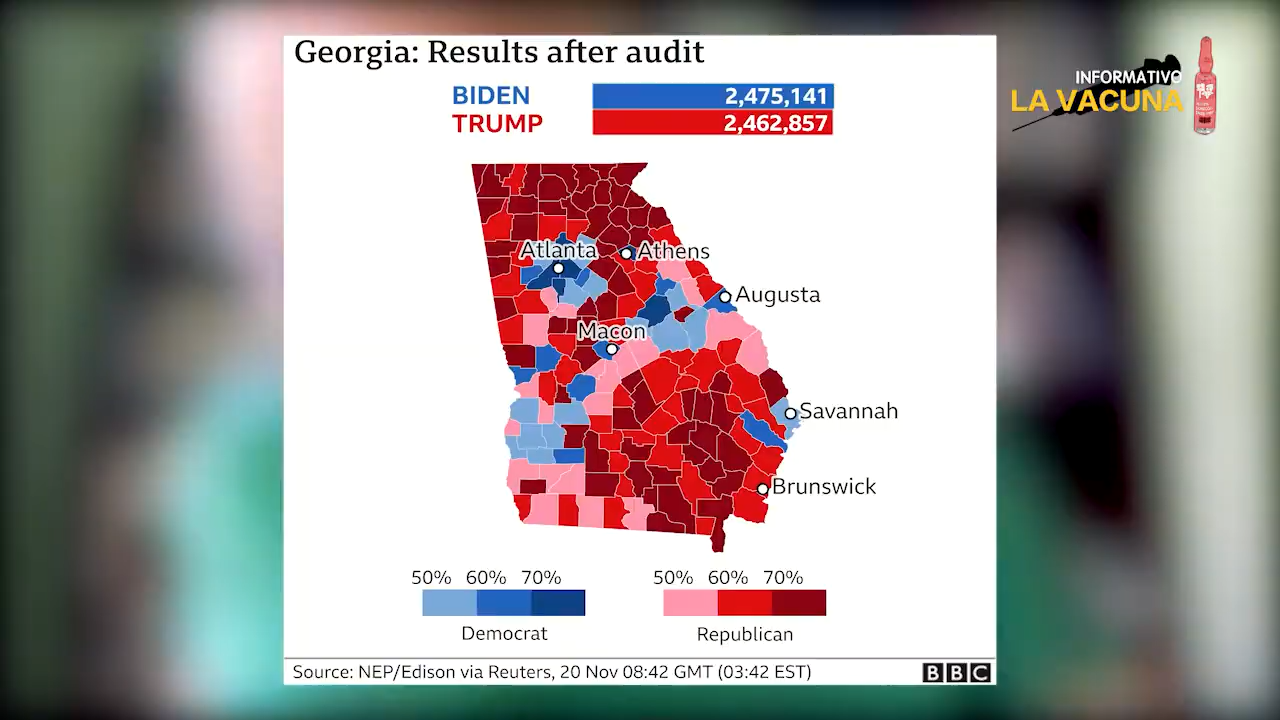 Georgia: Results after audit
INFORMATIVO
LA VACUNA
BIDEN 2,475,141
TRUMP 2,462,857
Atlanta
Athens
Augusta
Macon
Savannah
Brunswick
50% 60% 70%
50% 60% 70%
Democrat
Republican
Source: NEP/Edison via Reuters, 20 Nov 08:42 GMT (03:42 EST)
BBC